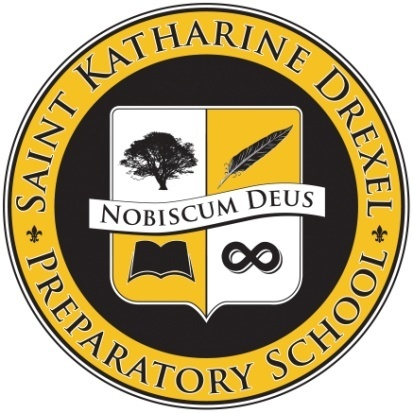 SAINT KATHARINE DREXEL
NOBISCUM DEUS
PREPARATORY SCHOOL